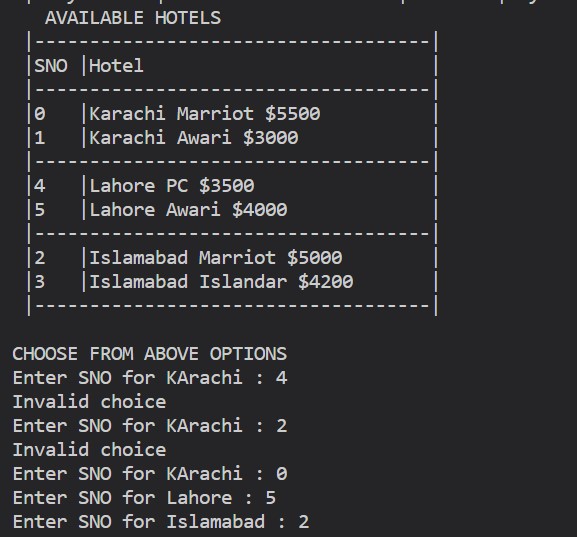 AVAILABLE HOTELS
|------------------------------------|
|SNO |Hotel                          |
|------------------------------------|
|0   |Karachi Marriot $5500          |
|1   |Karachi Awari $3000            |
|------------------------------------|
|4   |Lahore PC $3500                |
|5   |Lahore Awari $4000             |
|------------------------------------|
|2   |Islamabad Marriot $5000        |
|3   |Islamabad Islandar $4200       |
|------------------------------------|
CHOOSE FROM ABOVE OPTIONS
Enter SNO for KArachi : 4
Invalid choice
Enter SNO for KArachi : 2
Invalid choice
Enter SNO for KArachi : 0
Enter SNO for Lahore : 5
Enter SNO for Islamabad : 2